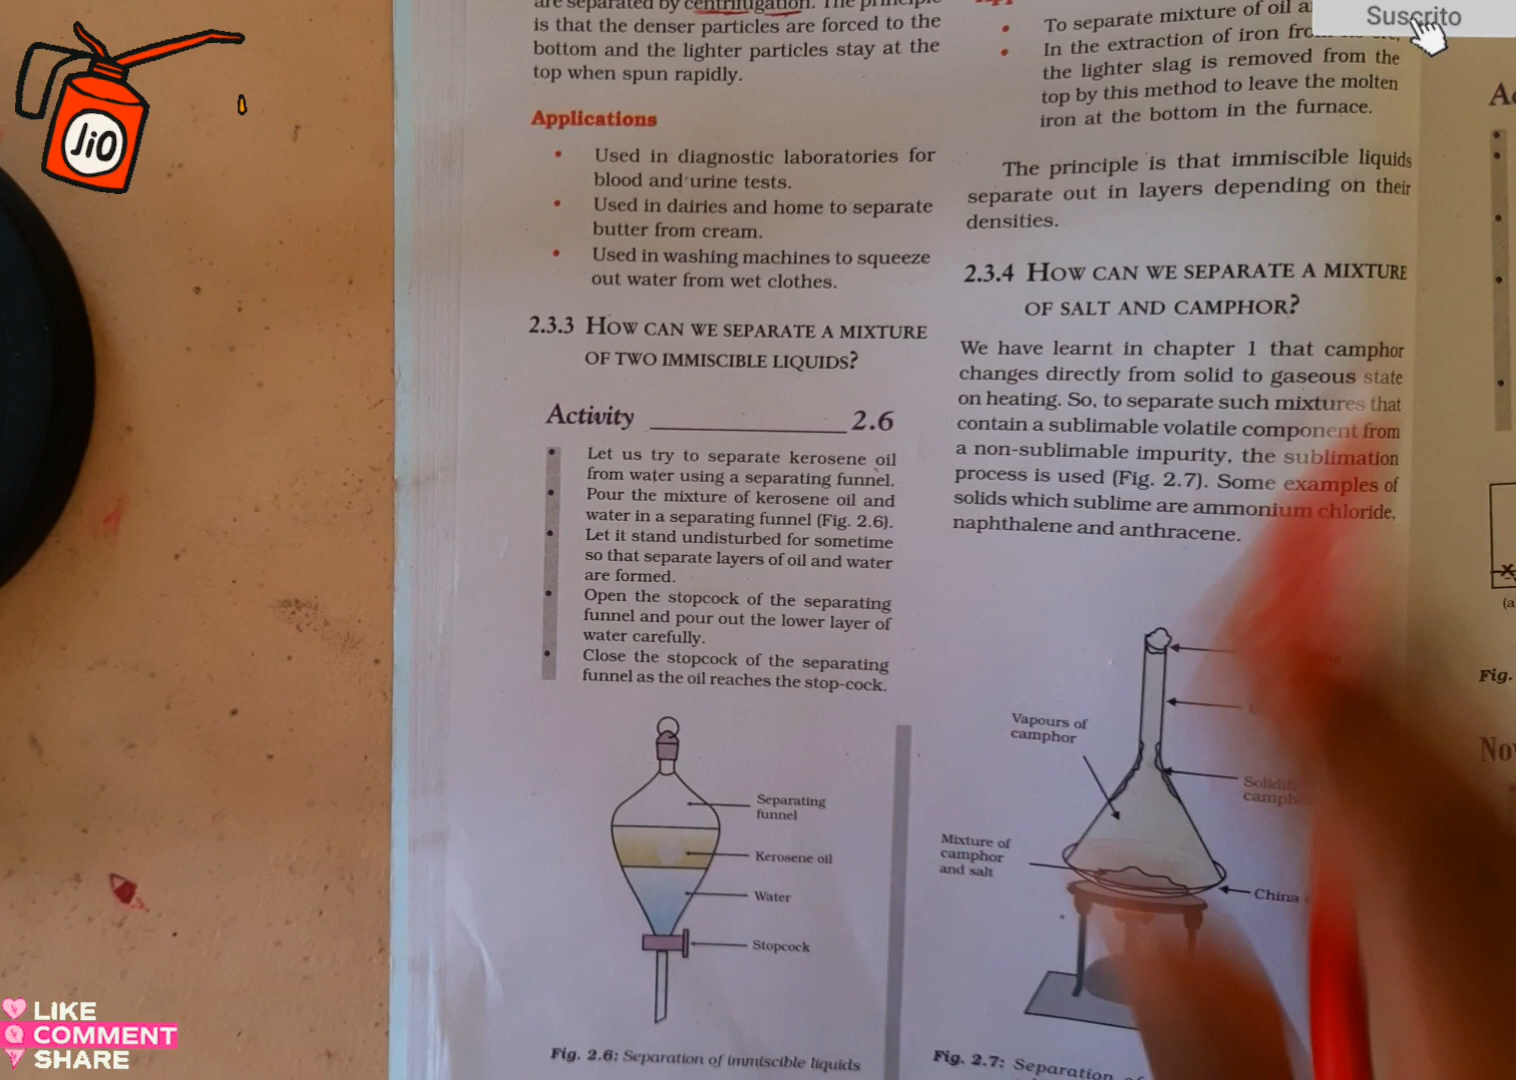 are separated by centrifugation. The principle
is that the denser particles are forced to the
bottom and the lighter particles stay at the
top when spun rapidly.
Applications
• Used in diagnostic laboratories for
blood and urine tests.
• Used in dairies and home to separate
butter from cream.
• Used in washing machines to squeeze
out water from wet clothes.
2.3.3 HOW CAN WE SEPARATE A MIXTURE
OF TWO IMMISCIBLE LIQUIDS?
Activity 2.6
• Let us try to separate kerosene oil
from water using a separating funnel.
• Pour the mixture of kerosene oil and
water in a separating funnel (Fig. 2.6).
• Let it stand undisturbed for sometime
so that separate layers of oil and water
are formed.
• Open the stopcock of the separating
funnel and pour out the lower layer of
water carefully.
• Close the stopcock of the separating
funnel as the oil reaches the stop-cock.
Separating
funnel
Kerosene oil
Water
Stopcock
Fig. 2.6: Separation of immiscible liquids
• To separate mixture of oil
• In the extraction of iron
the lighter slag is removed from the
top by this method to leave the molten
iron at the bottom in the furnace.
The principle is that immiscible liquids
separate out in layers depending on their
densities.
2.3.4 HOW CAN WE SEPARATE A MIXTURE
OF SALT AND CAMPHOR?
We have learnt in chapter 1 that camphor
changes directly from solid to gaseous state
on heating. So, to separate such mixtures that
contain a sublimable volatile component from
a non-sublimable impurity, the sublimation
process is used (Fig. 2.7). Some examples of
solids which sublime are ammonium chloride,
naphthalene and anthracene.
Vapours of
camphor
Mixture of
camphor
and salt
China
Fig. 2.7: Separation
Fig.
(a
Suscrito
Jio
LIKE
COMMENT
SHARE